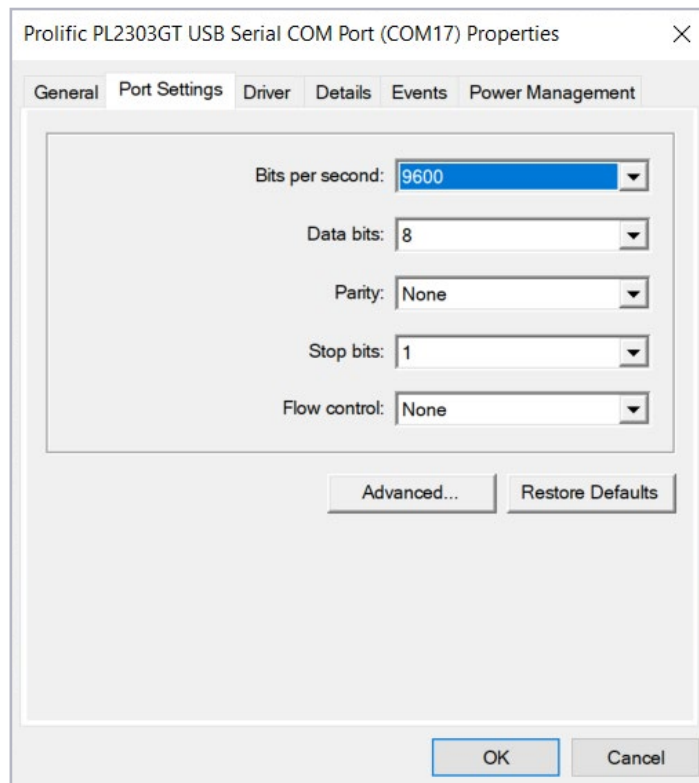 Prolific PL2303GT USB Serial COM Port (COM17) Properties
General Port Settings Driver Details Events Power Management
Bits per second: 9600
Data bits: 8
Parity: None
Stop bits: 1
Flow control: None
Advanced... Restore Defaults
OK Cancel